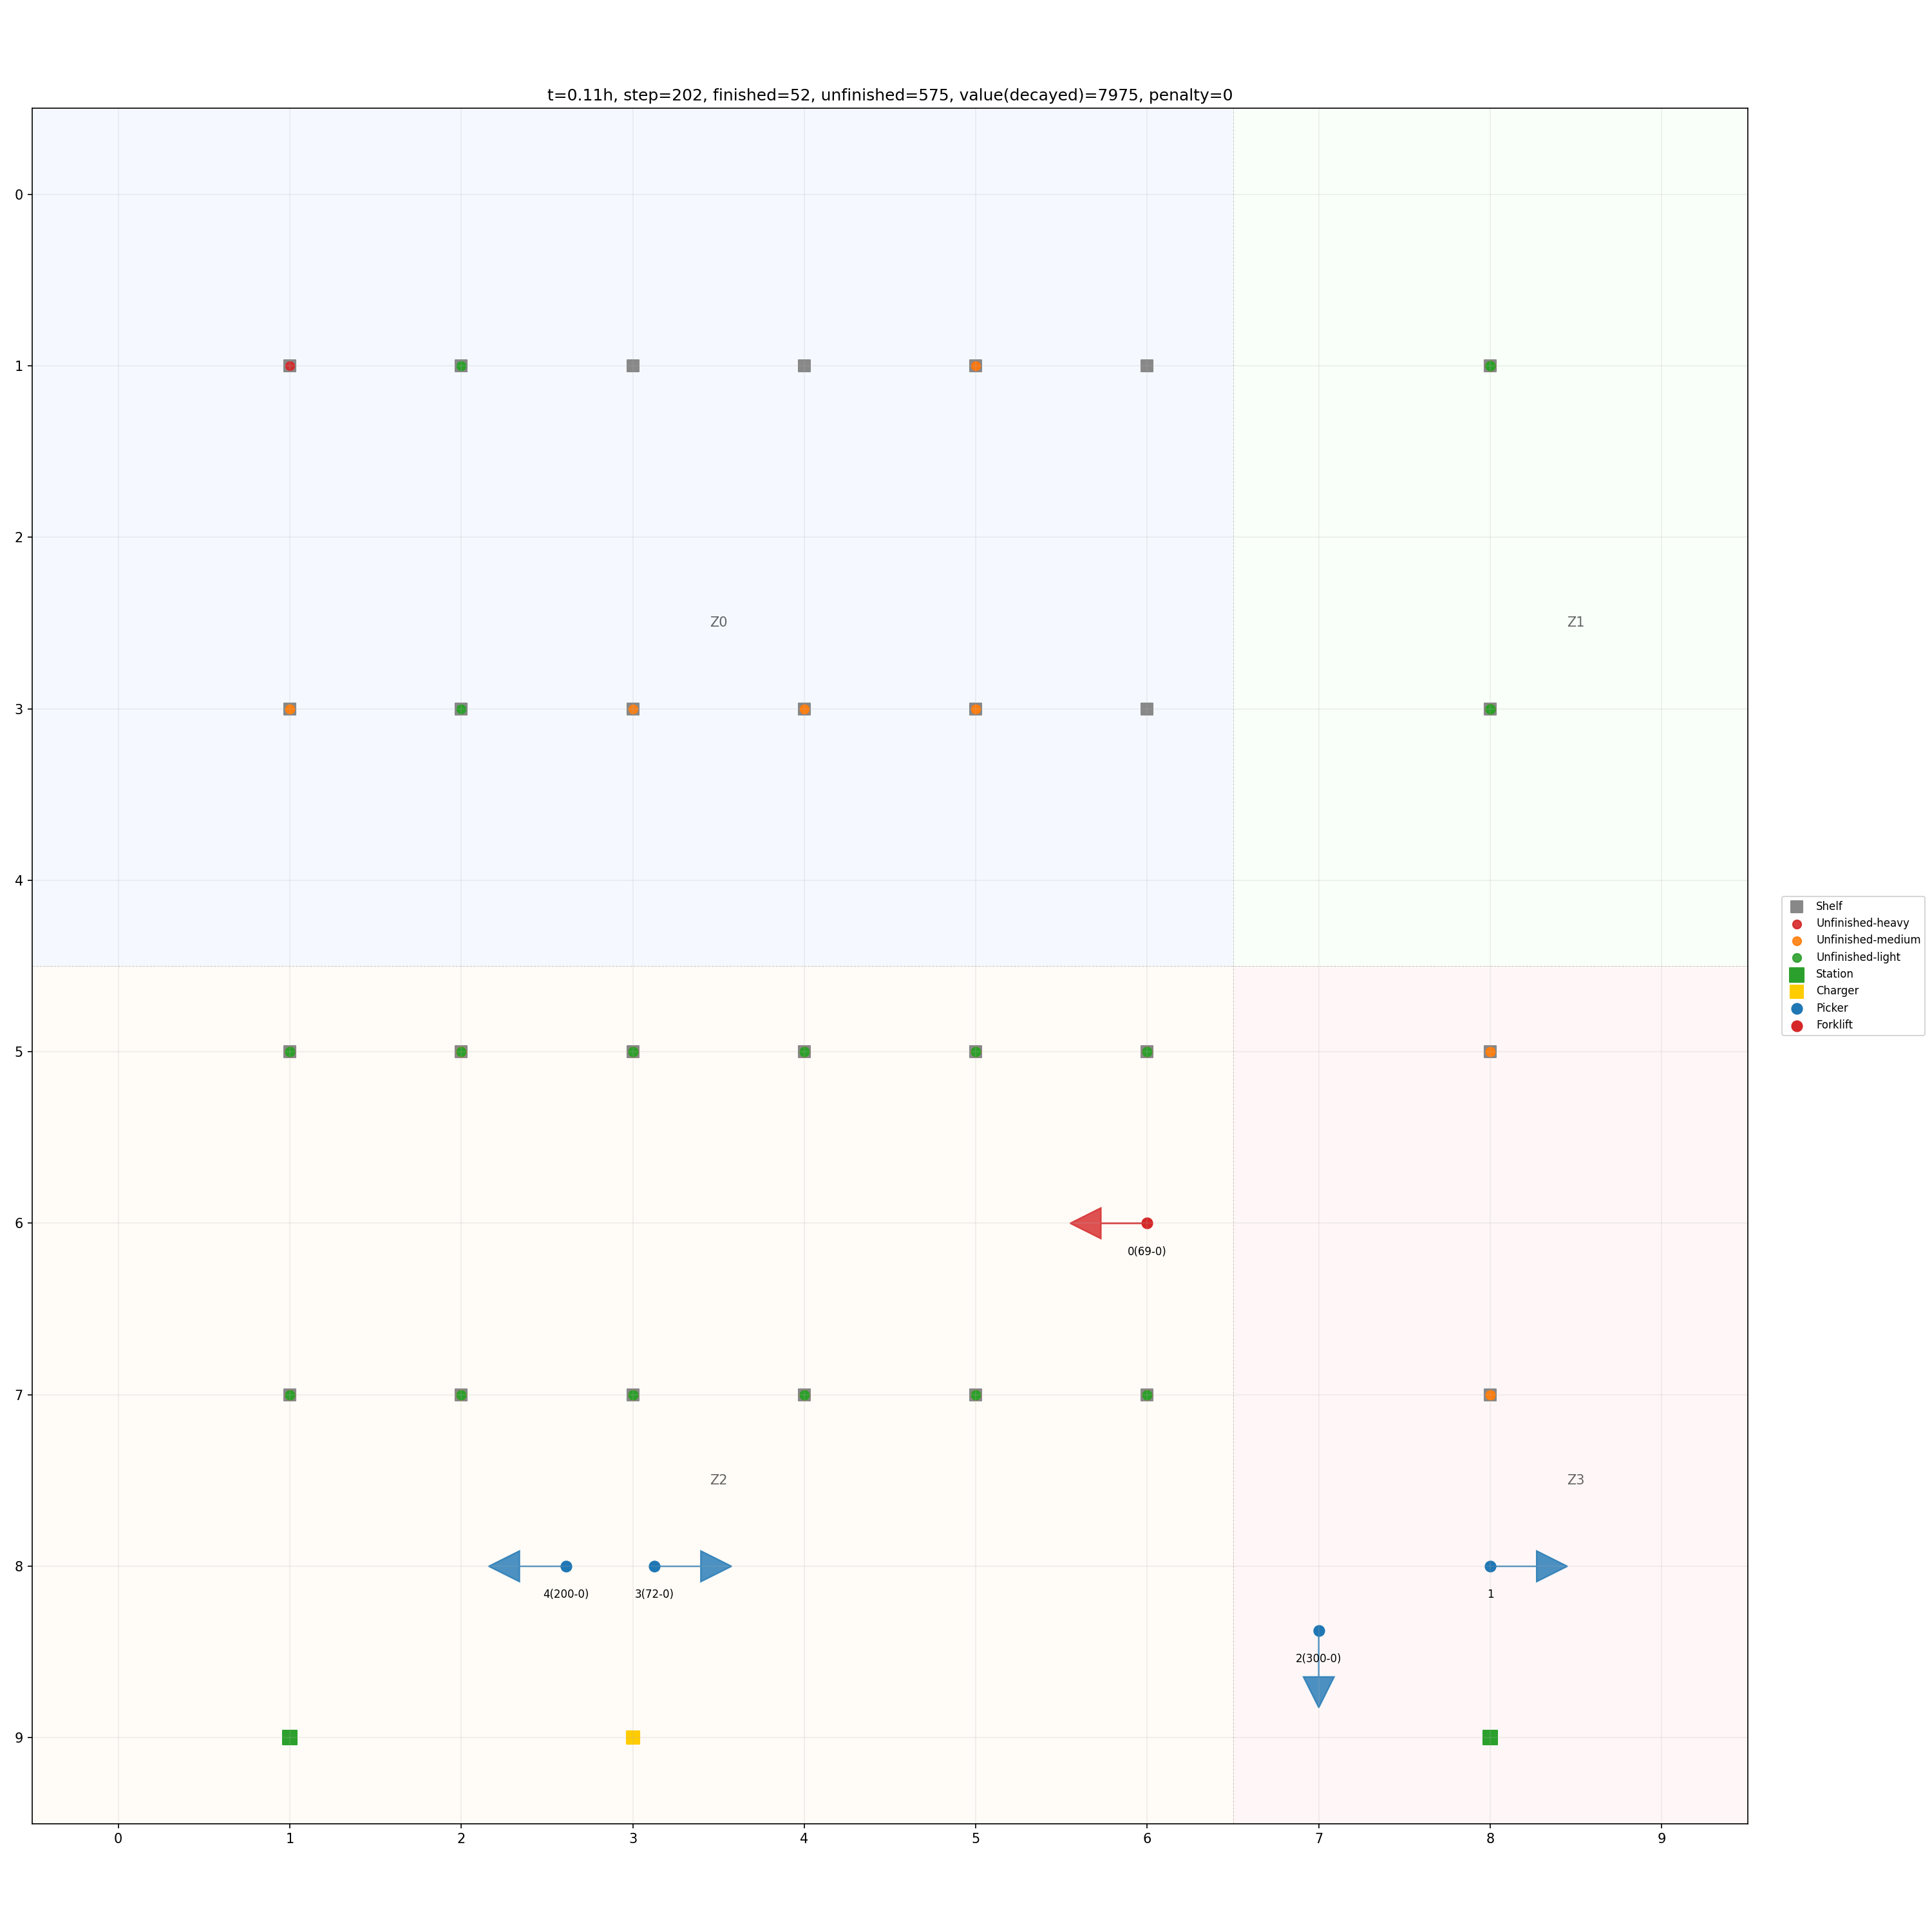 t=0.11h, step=202, finished=52, unfinished=575, value(decayed)=7975, penalty=0
0
1
2
Z0
Z1
3
4
Shelf
Unfinished-heavy
Unfinished-medium
Unfinished-light
Station
Charger
Picker
Forklift
5
6
0(69-0)
7
Z2
Z3
8
4(200-0)
3(72-0)
1
2(300-0)
9
0 1 2 3 4 5 6 7 8 9